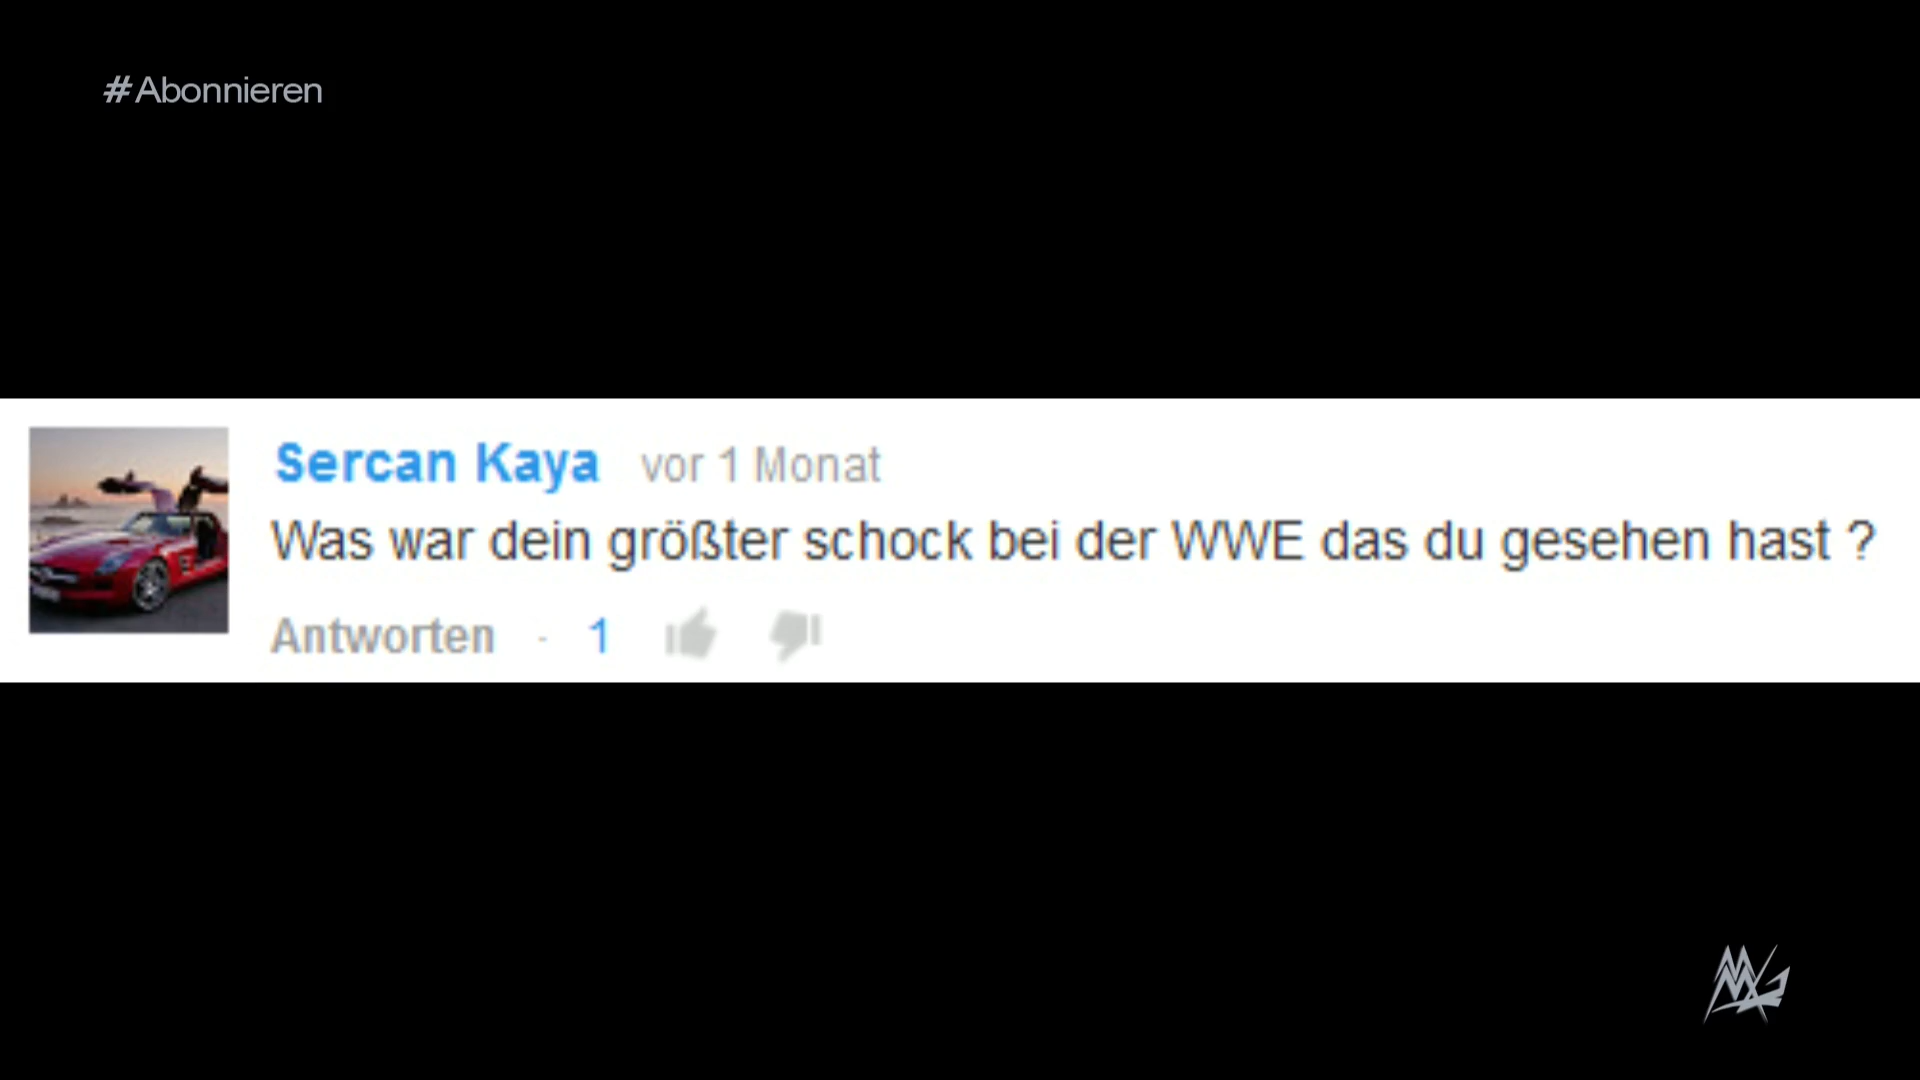 #Abonnieren
Sercan Kaya vor 1 Monat
Was war dein größter schock bei der WWE das du gesehen hast ?
Antworten · 1